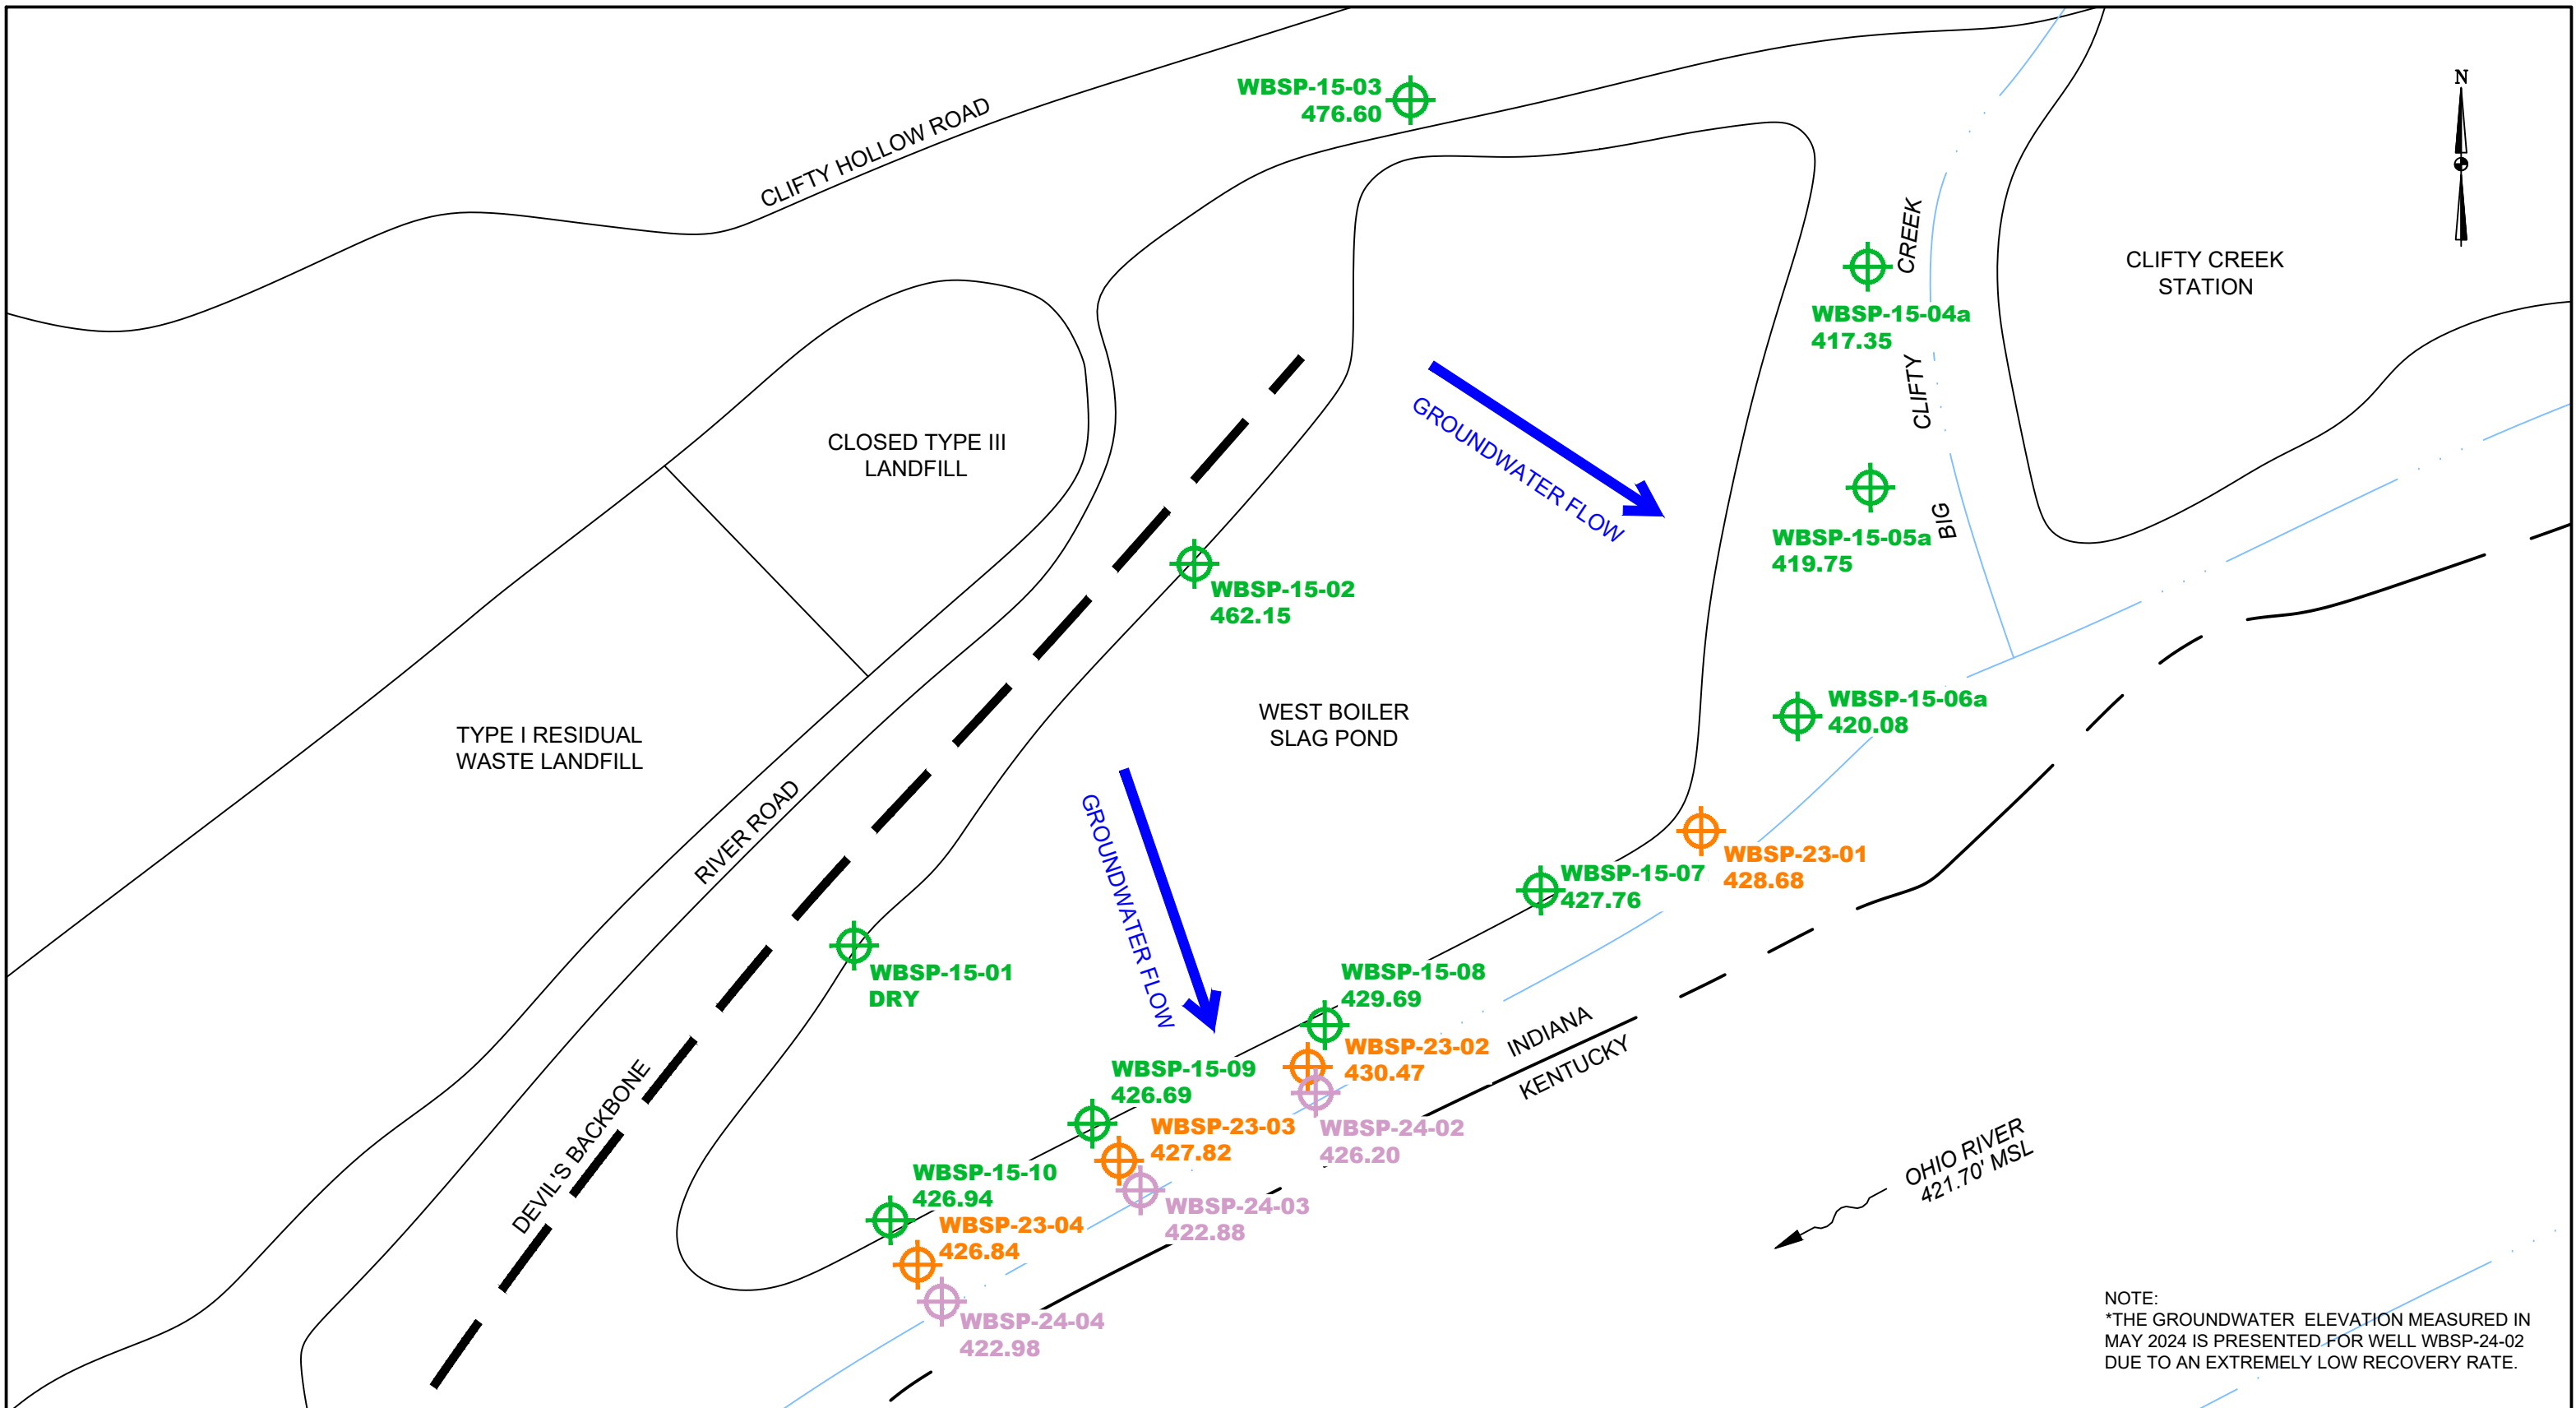 N
WBSP-15-03
476.60
CLIFTY HOLLOW ROAD
CREEK
CLIFTY
BIG
CLIFTY CREEK
STATION
WBSP-15-04a
417.35
GROUNDWATER FLOW
CLOSED TYPE III
LANDFILL
WBSP-15-05a
419.75
WBSP-15-02
462.15
WEST BOILER
SLAG POND
WBSP-15-06a
420.08
TYPE I RESIDUAL
WASTE LANDFILL
RIVER ROAD
GROUNDWATER FLOW
WBSP-23-01
428.68
WBSP-15-07
427.76
WBSP-15-01
DRY
WBSP-15-08
429.69
INDIANA
KENTUCKY
WBSP-23-02
430.47
WBSP-15-09
426.69
DEVIL'S BACKBONE
WBSP-23-03
427.82
WBSP-24-02
426.20
OHIO RIVER
421.70' MSL
WBSP-15-10
426.94
WBSP-24-03
422.88
WBSP-23-04
426.84
WBSP-24-04
422.98
NOTE:
*THE GROUNDWATER ELEVATION MEASURED IN
MAY 2024 IS PRESENTED FOR WELL WBSP-24-02
DUE TO AN EXTREMELY LOW RECOVERY RATE.